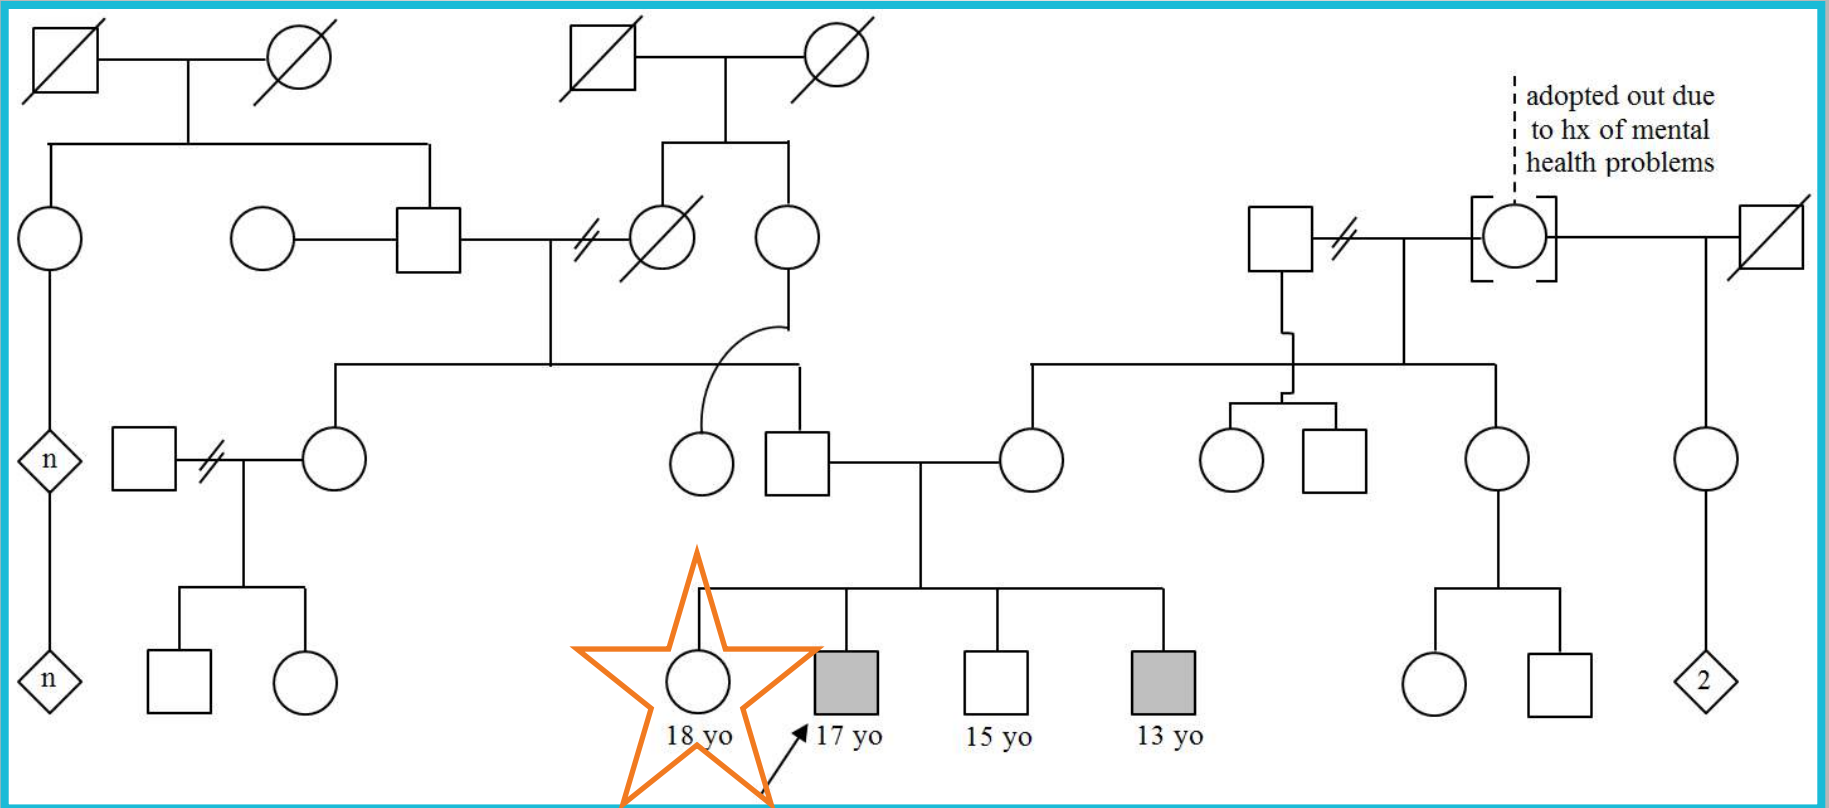 adopted out due
to hx of mental
health problems
n
n
2
18 yo
17 yo
15 yo
13 yo